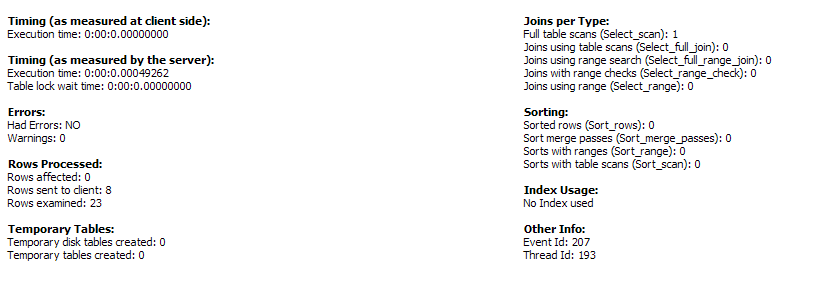 Timing (as measured at client side):
Execution time: 0:00:0.00000000
Timing (as measured by the server):
Execution time: 0:00:0.00049262
Table lock wait time: 0:00:0.00000000
Errors:
Had Errors: NO
Warnings: 0
Rows Processed:
Rows affected: 0
Rows sent to client: 8
Rows examined: 23
Temporary Tables:
Temporary disk tables created: 0
Temporary tables created: 0
Joins per Type:
Full table scans (Select_scan): 1
Joins using table scans (Select_full_join): 0
Joins using range search (Select_full_range_join): 0
Joins with range checks (Select_range_check): 0
Joins using range (Select_range): 0
Sorting:
Sorted rows (Sort_rows): 0
Sort merge passes (Sort_merge_passes): 0
Sorts with ranges (Sort_range): 0
Sorts with table scans (Sort_scan): 0
Index Usage:
No Index used
Other Info:
Event Id: 207
Thread Id: 193